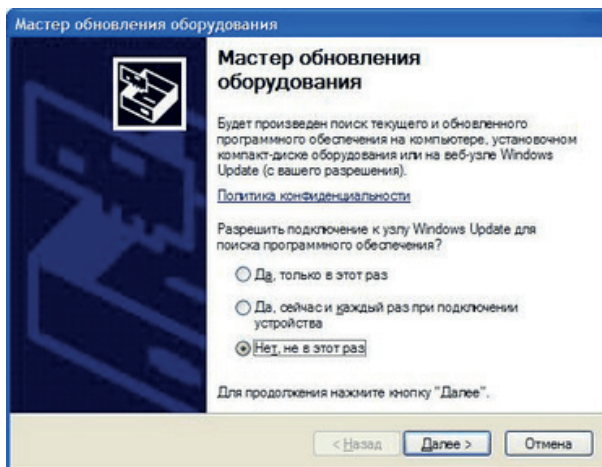 Мастер обновления оборудования
Мастер обновления
оборудования
Будет произведен поиск текущего и обновленного
программного обеспечения на компьютере, установочном
компакт-диске оборудования или на веб-узле Windows
Update (с вашего разрешения).
Политика конфиденциальности
Разрешить подключение к узлу Windows Update для
поиска программного обеспечения?
Да, только в этот раз
Да, сейчас и каждый раз при подключении
устройства
Нет, не в этот раз
Для продолжения нажмите кнопку "Далее".
< Назад Далее > Отмена